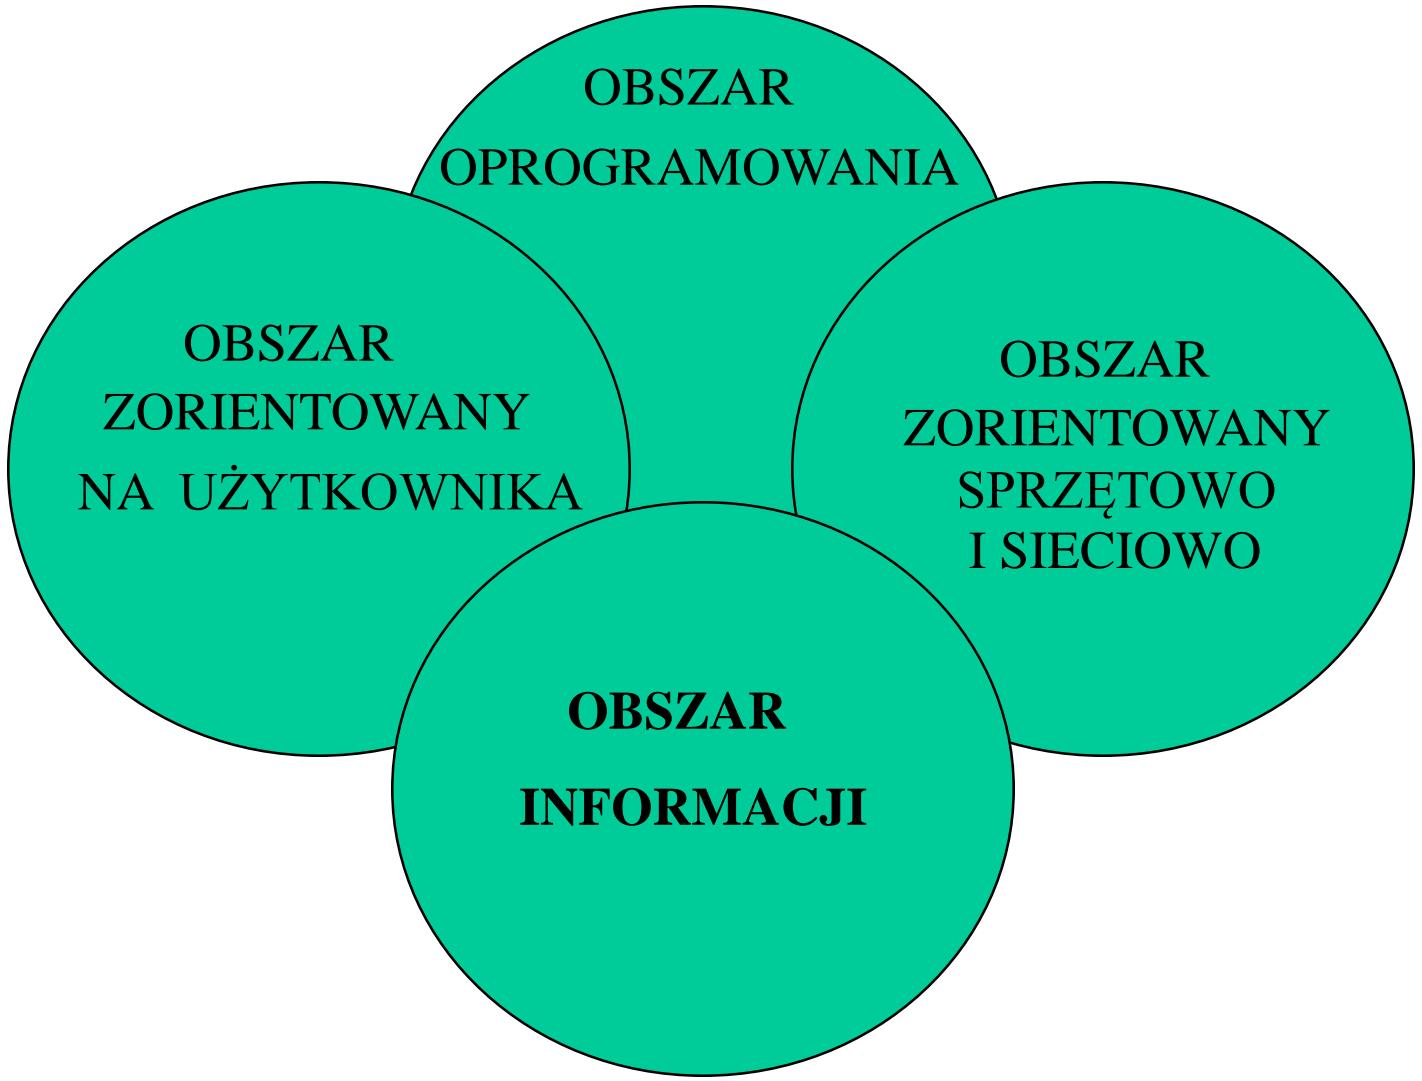 OBSZAR
OPROGRAMOWANIA
OBSZAR
ZORIENTOWANY
NA UŻYTKOWNIKA
OBSZAR
ZORIENTOWANY
SPRZĘTOWO
I SIECIOWO
OBSZAR
INFORMACJI